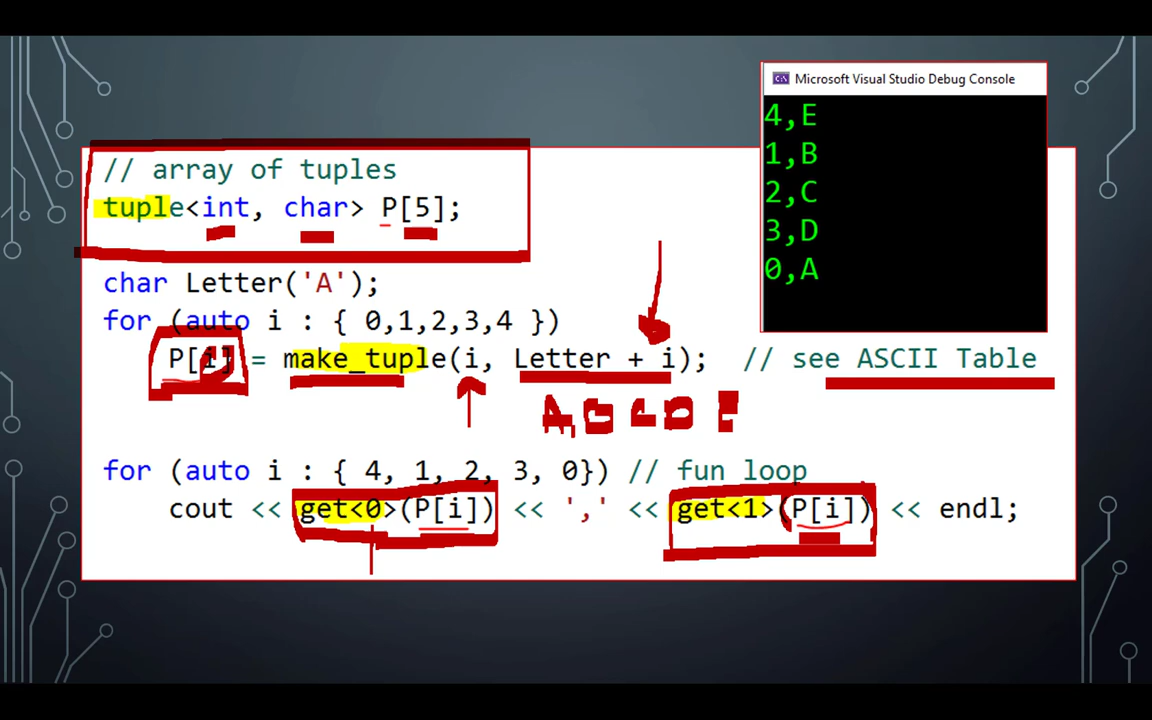 Microsoft Visual Studio Debug Console
4,E
1,B
2,C
3,D
0,A
// array of tuples
tuple<int, char> P[5];
char Letter('A');
for (auto i : { 0,1,2,3,4 })
P[i] = make_tuple(i, Letter + i); // see ASCII Table
for (auto i : { 4, 1, 2, 3, 0}) // fun loop
cout << get<0>(P[i]) << ',' << get<1>(P[i]) << endl;